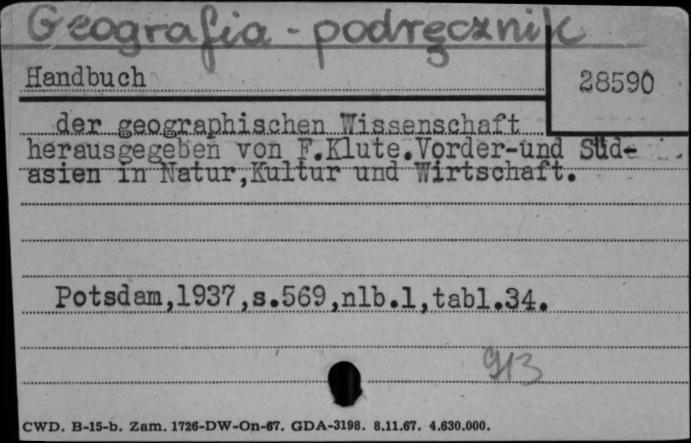 Geografia - podręcznik
Handbuch
28590
der geographischen Wissenschaft
herausgegeben von F.Klute.Vorder-und Süd-
asien in Natur,Kultur und Wirtschaft.
Potsdam,1937,s.569,nlb.1,tabl.34.
913
CWD. B-15-b. Zam. 1726-DW-On-67. GDA-3198. 8.11.67. 4.630.000.